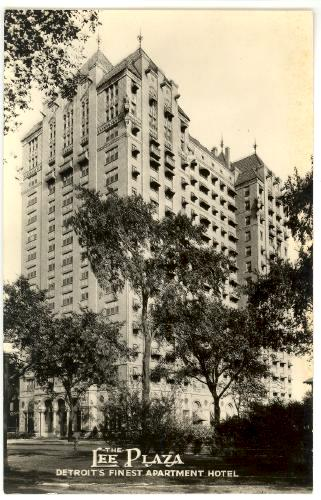 THE
LEE PLAZA
DETROIT'S FINEST APARTMENT HOTEL